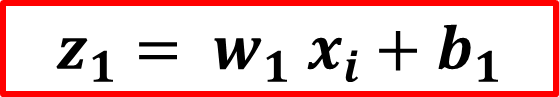 z₁ = w₁ xᵢ + b₁